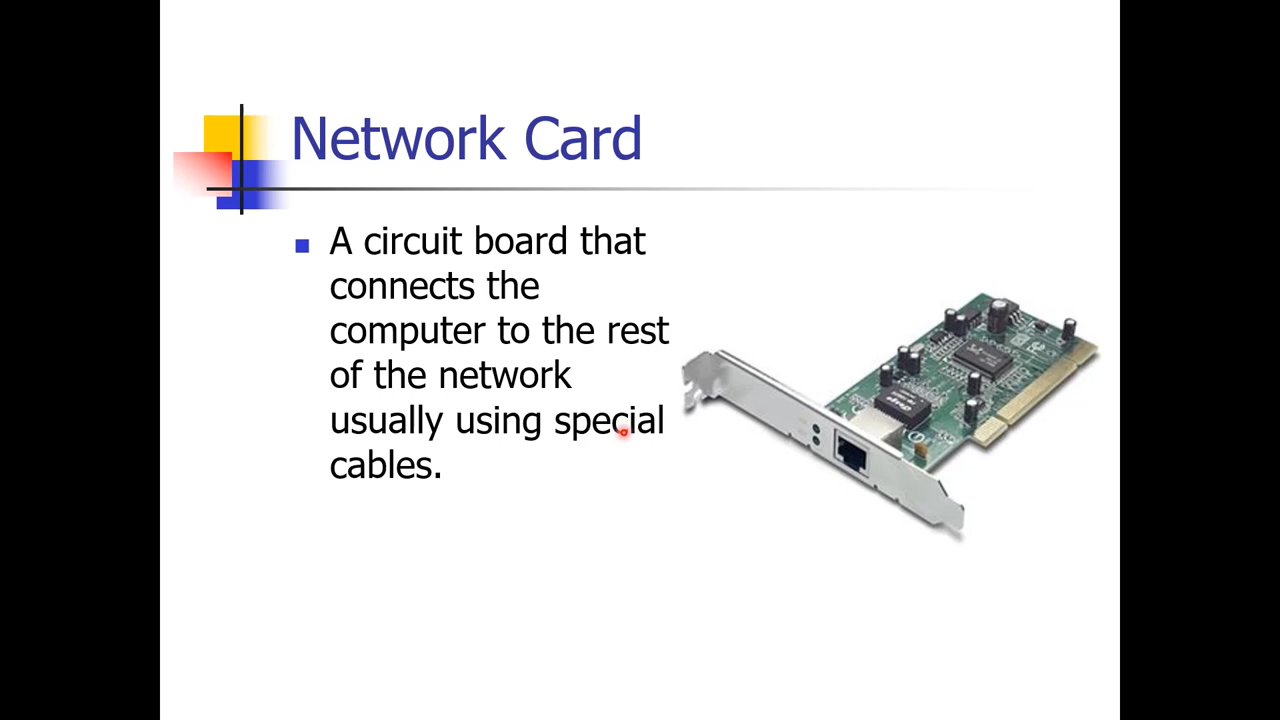 Network Card
A circuit board that
connects the
computer to the rest
of the network
usually using special
cables.